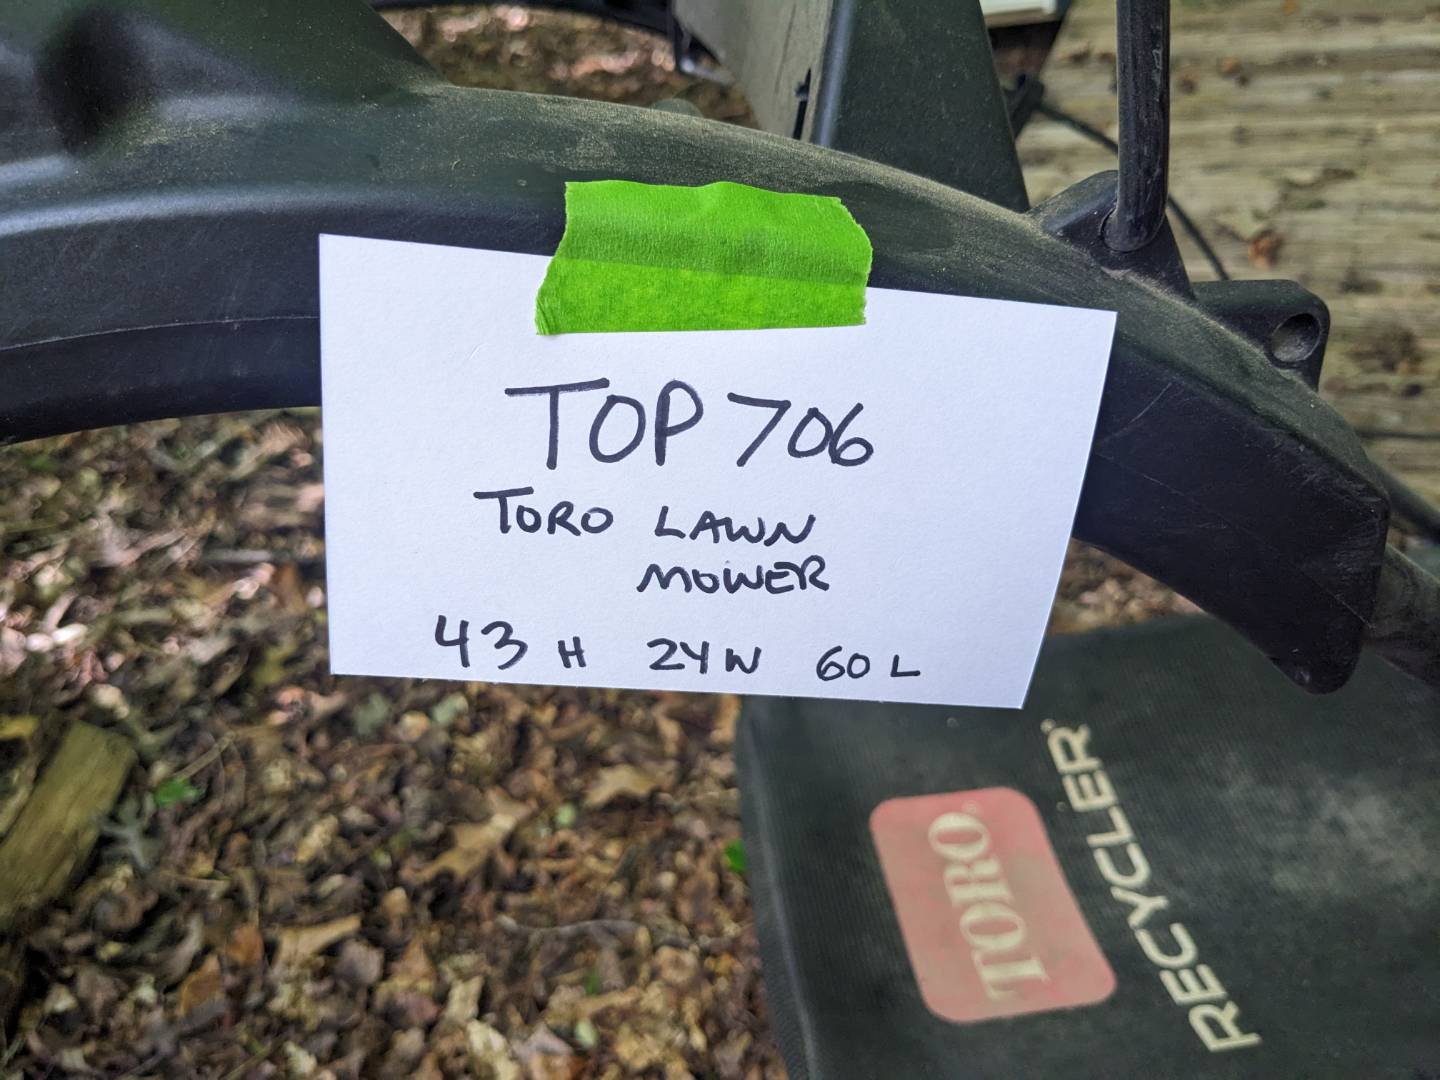 TOP 706
TORO LAWN
MOWER
43 H 24 W 60 L
TORO
RECYCLER